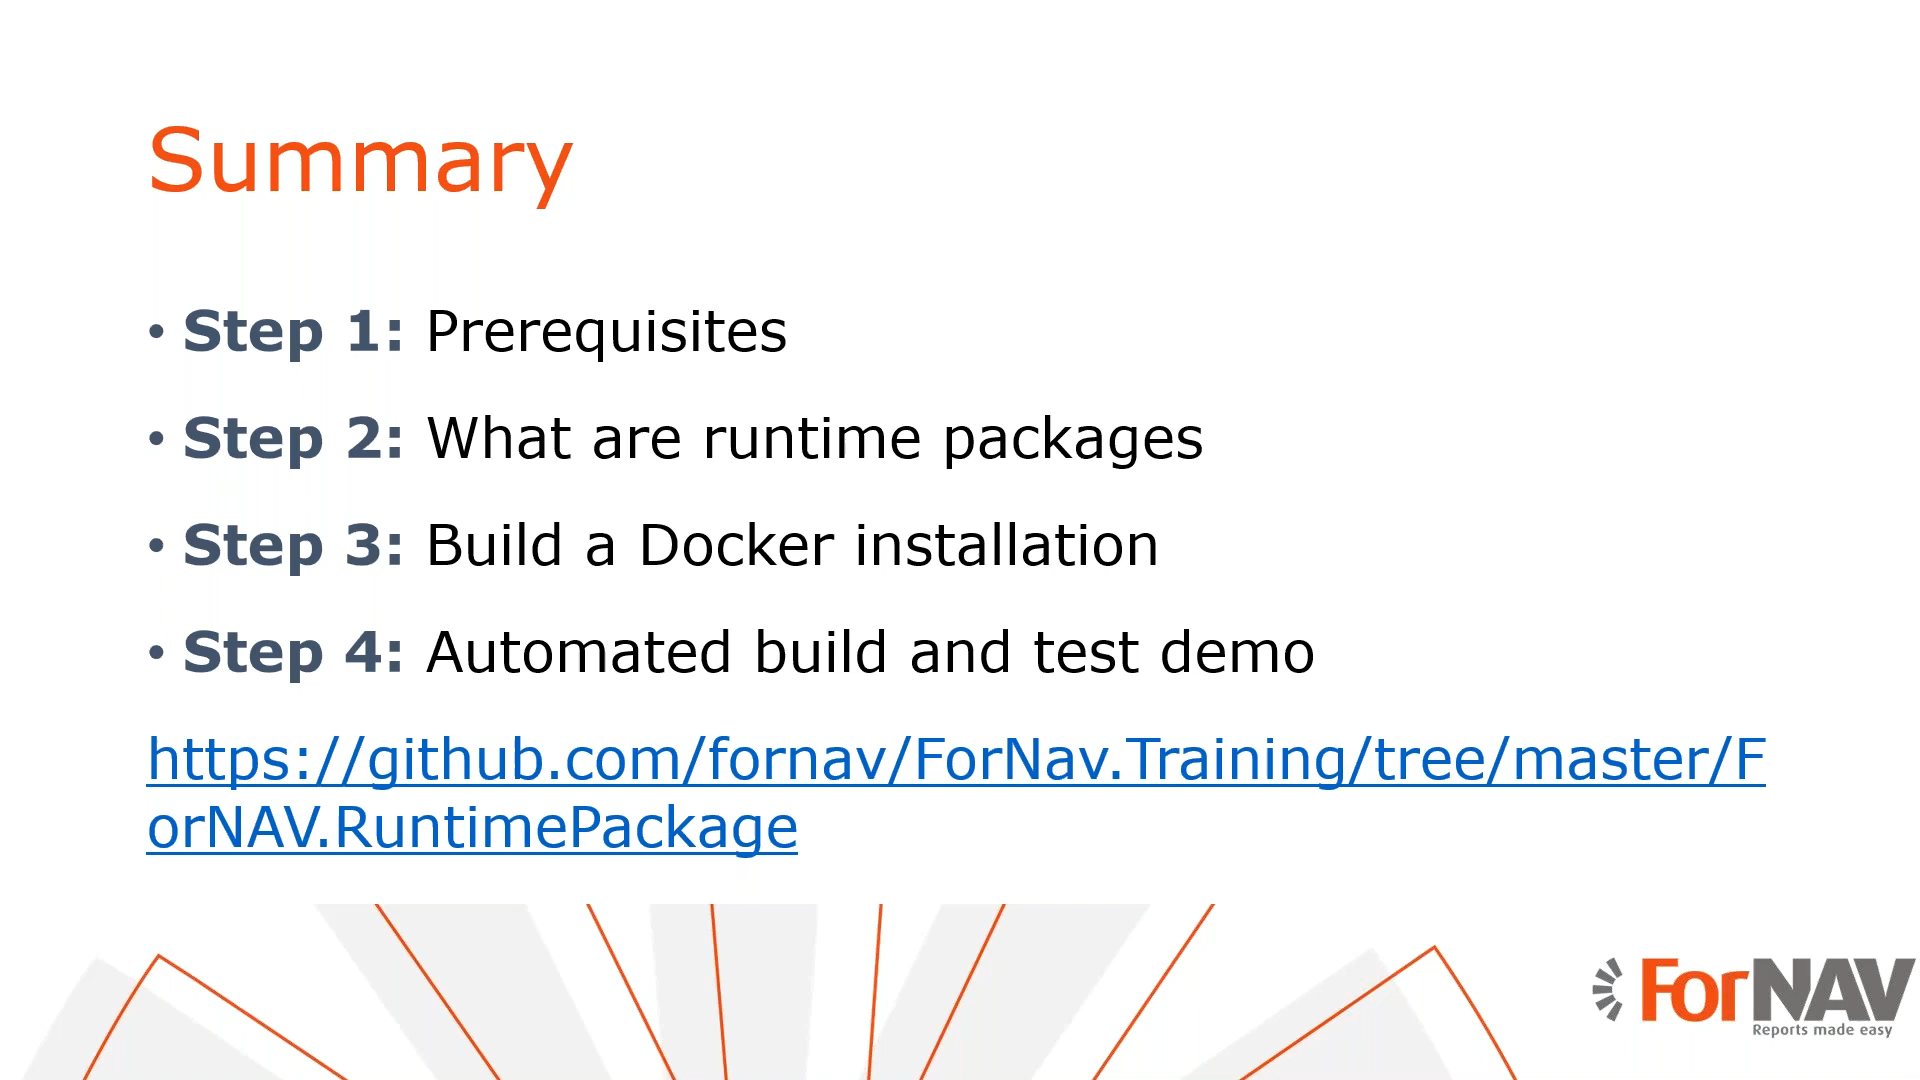 Summary
• Step 1: Prerequisites
• Step 2: What are runtime packages
• Step 3: Build a Docker installation
• Step 4: Automated build and test demo
https://github.com/fornav/ForNav.Training/tree/master/F
orNAV.RuntimePackage
ForNAV
Reports made easy